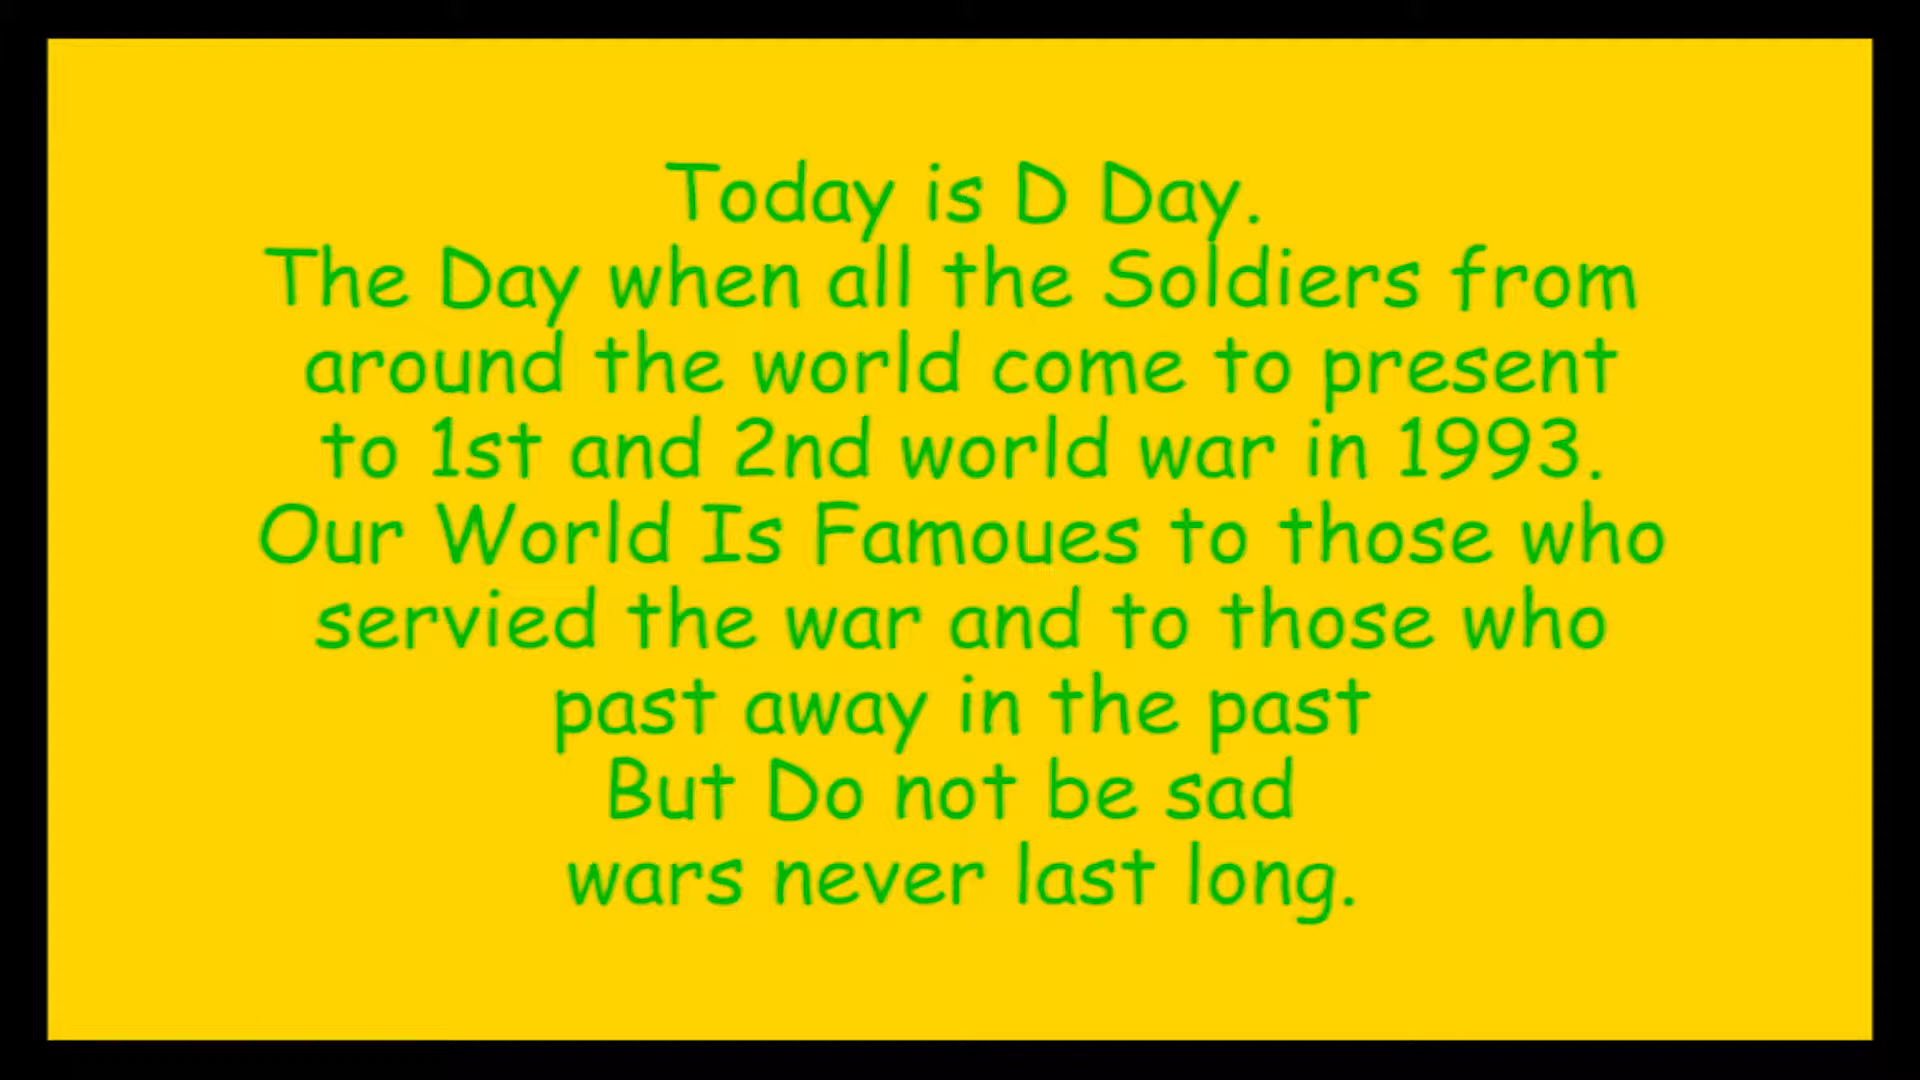 Today is D Day.
The Day when all the Soldiers from
around the world come to present
to 1st and 2nd world war in 1993.
Our World Is Famoues to those who
servied the war and to those who
past away in the past
But Do not be sad
wars never last long.